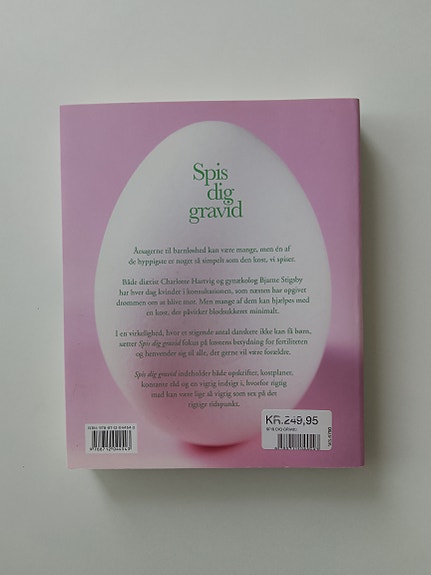 Spis
dig
gravid
Årsagerne til barnløshed kan være mange, men én af
de hyppigste er noget så simpelt som den kost, vi spiser.
Både diætist Charlotte Hartvig og gynækolog Bjarne Stigsby
har hver dag kvinder i konsultationen, som næsten har opgivet
drømmen om at blive mor. Men mange af dem kan hjælpes med
en kost, der påvirker blodsukkeret minimalt.
I en virkelighed, hvor et stigende antal danskere ikke kan få børn,
sætter Spis dig gravid fokus på kostens betydning for fertiliteten
og henvender sig til alle, der gerne vil være forældre.
Spis dig gravid indeholder både opskrifter, kostplaner,
konkrete råd og en vigtig indsigt i, hvorfor rigtig
mad kan være lige så vigtig som sex på det
rigtige tidspunkt.
KR.249,95
SPIS DIG GRAVID